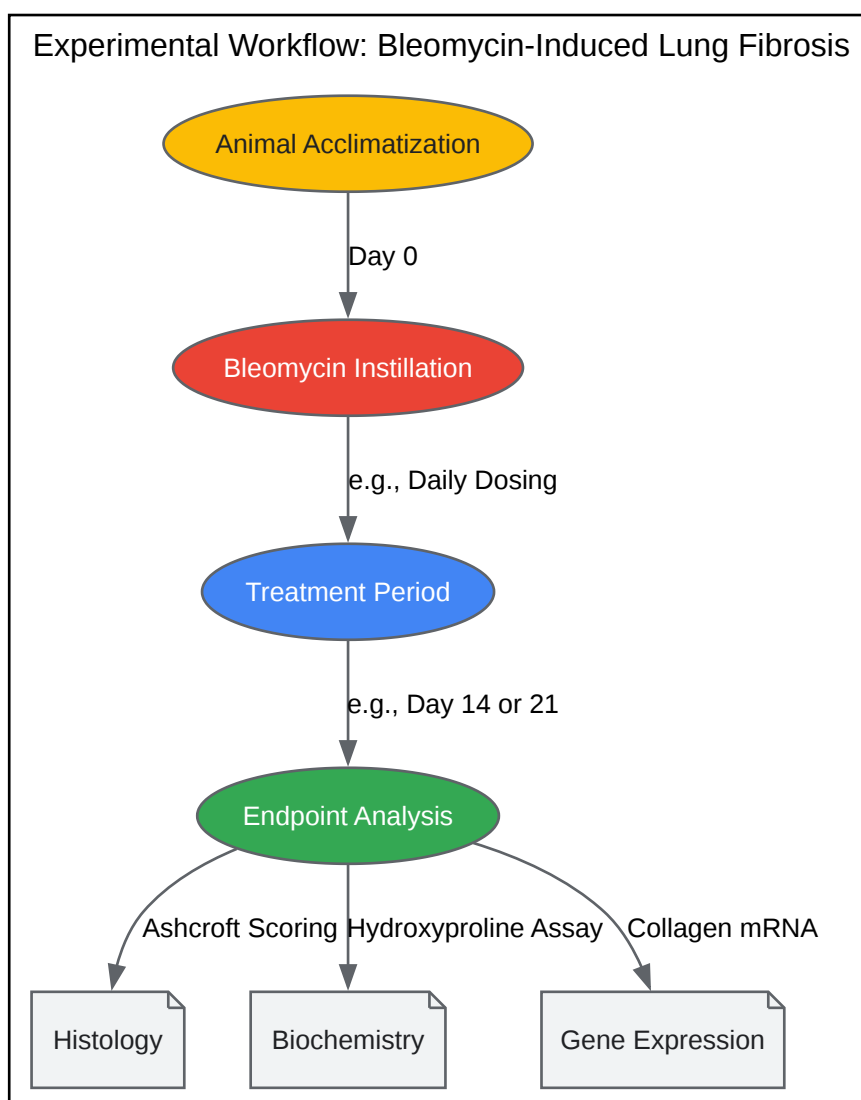 Experimental Workflow: Bleomycin-Induced Lung Fibrosis
Animal Acclimatization
Day 0
Bleomycin Instillation
e.g., Daily Dosing
Treatment Period
e.g., Day 14 or 21
Endpoint Analysis
Ashcroft Scoring
Hydroxyproline Assay
Collagen mRNA
Histology
Biochemistry
Gene Expression